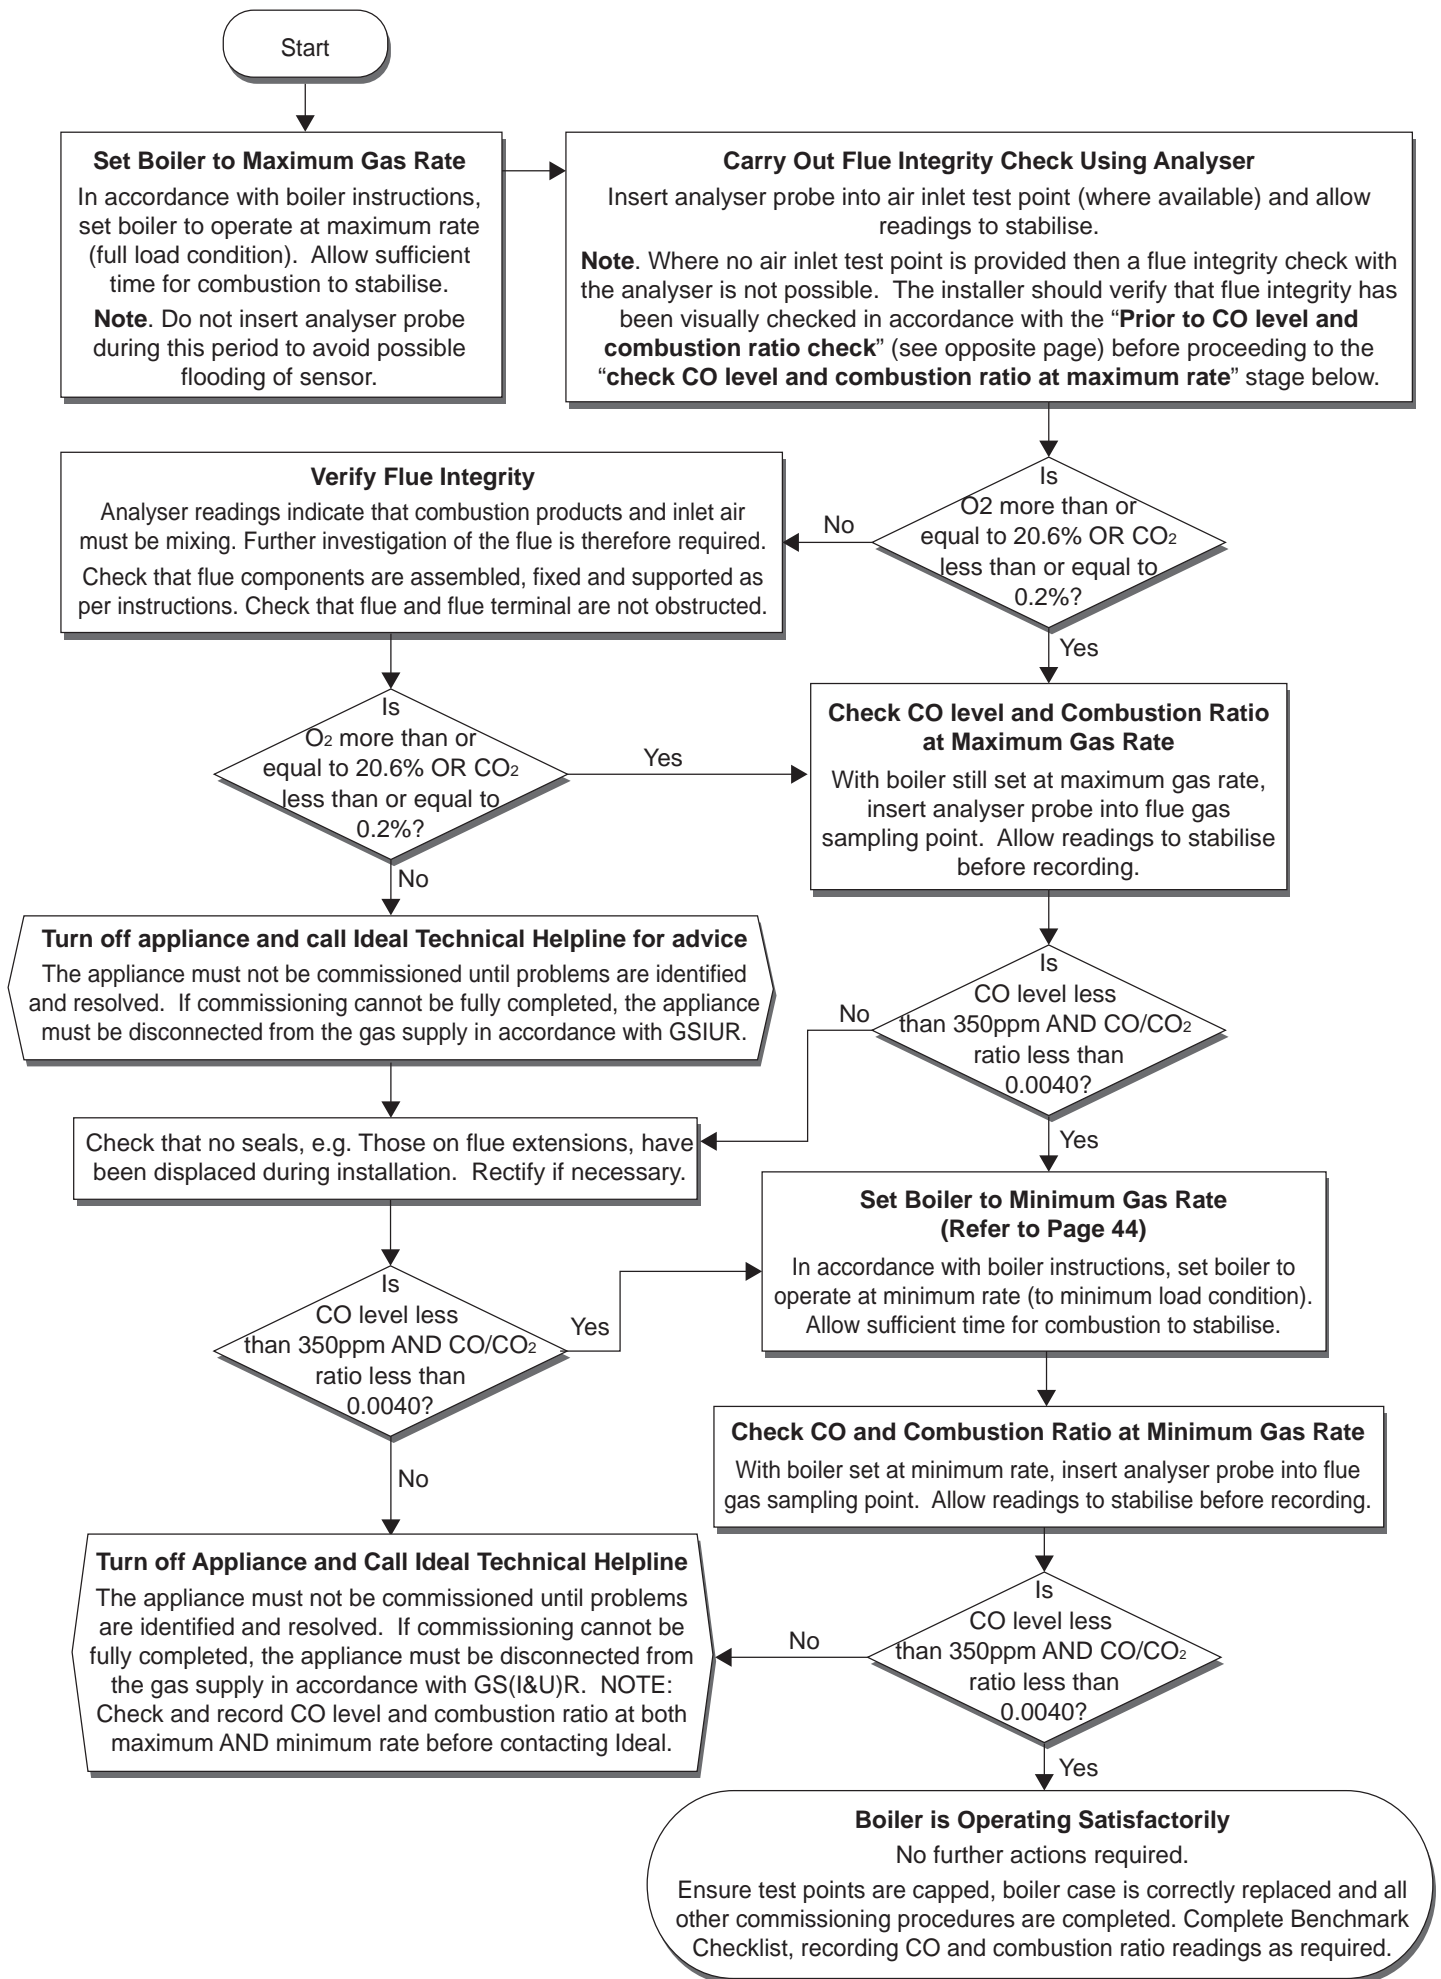 Start
Set Boiler to Maximum Gas Rate
In accordance with boiler instructions,
set boiler to operate at maximum rate
(full load condition).  Allow sufficient
time for combustion to stabilise.
Note. Do not insert analyser probe
during this period to avoid possible
flooding of sensor.
Carry Out Flue Integrity Check Using Analyser
Insert analyser probe into air inlet test point (where available) and allow
readings to stabilise.
Note. Where no air inlet test point is provided then a flue integrity check with
the analyser is not possible.  The installer should verify that flue integrity has
been visually checked in accordance with the “Prior to CO level and
combustion ratio check” (see opposite page) before proceeding to the
“check CO level and combustion ratio at maximum rate” stage below.
Is
O2 more than or
equal to 20.6% OR CO2
less than or equal to
0.2%?
No
Yes
Verify Flue Integrity
Analyser readings indicate that combustion products and inlet air
must be mixing. Further investigation of the flue is therefore required.
Check that flue components are assembled, fixed and supported as
per instructions. Check that flue and flue terminal are not obstructed.
Is
O2 more than or
equal to 20.6% OR CO2
less than or equal to
0.2%?
Yes
No
Check CO level and Combustion Ratio
at Maximum Gas Rate
With boiler still set at maximum gas rate,
insert analyser probe into flue gas
sampling point.  Allow readings to stabilise
before recording.
Turn off appliance and call Ideal Technical Helpline for advice
The appliance must not be commissioned until problems are identified
and resolved.  If commissioning cannot be fully completed, the appliance
must be disconnected from the gas supply in accordance with GSIUR.
Is
CO level less
than 350ppm AND CO/CO2
ratio less than
0.0040?
No
Yes
Check that no seals, e.g. Those on flue extensions, have
been displaced during installation.  Rectify if necessary.
Set Boiler to Minimum Gas Rate
(Refer to Page 44)
In accordance with boiler instructions, set boiler to
operate at minimum rate (to minimum load condition).
Allow sufficient time for combustion to stabilise.
Is
CO level less
than 350ppm AND CO/CO2
ratio less than
0.0040?
Yes
No
Check CO and Combustion Ratio at Minimum Gas Rate
With boiler set at minimum rate, insert analyser probe into flue
gas sampling point.  Allow readings to stabilise before recording.
Turn off Appliance and Call Ideal Technical Helpline
The appliance must not be commissioned until problems
are identified and resolved.  If commissioning cannot be
fully completed, the appliance must be disconnected from
the gas supply in accordance with GS(I&U)R.  NOTE:
Check and record CO level and combustion ratio at both
maximum AND minimum rate before contacting Ideal.
Is
CO level less
than 350ppm AND CO/CO2
ratio less than
0.0040?
No
Yes
Boiler is Operating Satisfactorily
No further actions required.
Ensure test points are capped, boiler case is correctly replaced and all
other commissioning procedures are completed. Complete Benchmark
Checklist, recording CO and combustion ratio readings as required.